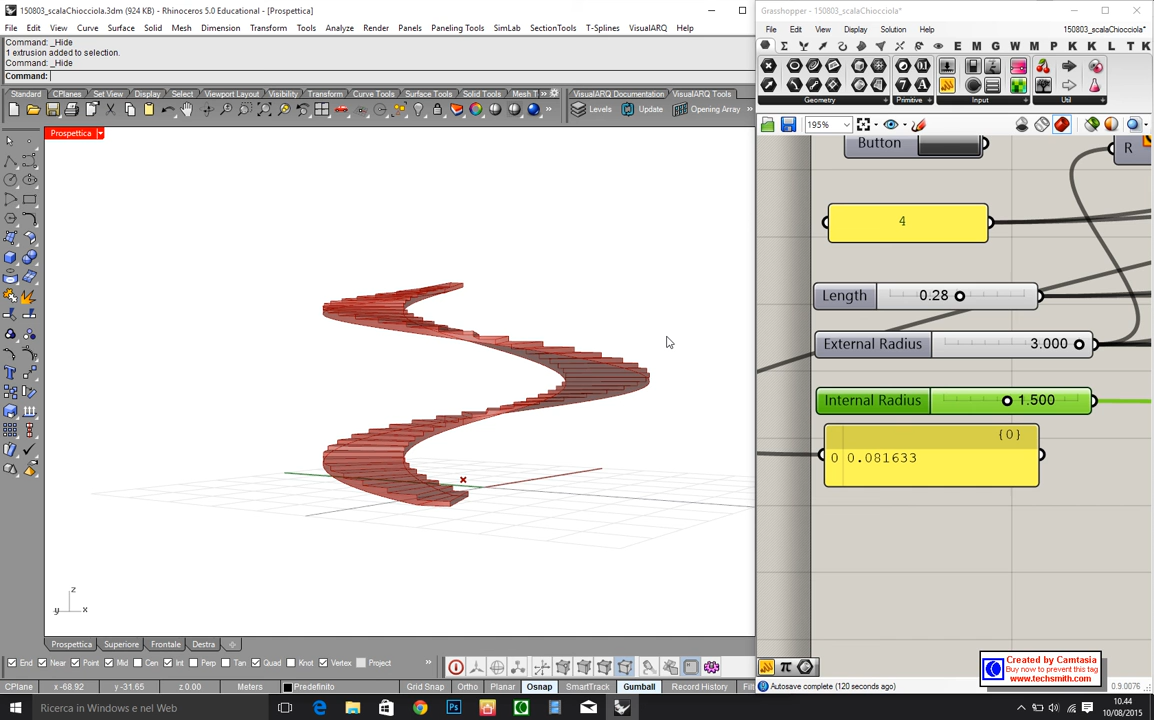 150803_scalaChiocciola.3dm (924 KB) - Rhinoceros 5.0 Educational - [Prospettica]
File Edit View Curve Surface Solid Mesh Dimension Transform Tools Analyze Render Panels Paneling Tools SimLab SectionTools T-Splines VisualARQ Help
Command: _Hide
1 extrusion added to selection.
Command: _Hide
Command:
Standard CPlanes Set View Display Select Viewport Layout Visibility Transform Curve Tools Surface Tools Solid Tools Mesh T VisualARQ Documentation VisualARQ Tools
Levels Update Opening Array
Prospettica
z
y x
Prospettica Superiore Frontale Destra
End Near Point Mid Cen Int Perp Tan Quad Knot Vertex Project
CPlane x -68.92 y -31.65 z 0.00 Meters Predefinito Grid Snap Ortho Planar Osnap SmartTrack Gumball Record History Filt
Grasshopper - 150803_scalaChiocciola*
File Edit View Display Solution Help 150803_scalaChiocciola*
E M G W M P K K L T K
Geometry Primitive Input Util
195%
Button
R
4
Length 0.28
External Radius 3.000
Internal Radius 1.500
{0}
0 0.081633
Autosave complete (120 seconds ago)
0.9.0076
Created by Camtasia
Buy now to prevent this tag
www.techsmith.com
Ricerca in Windows e nel Web
10.44
10/08/2015